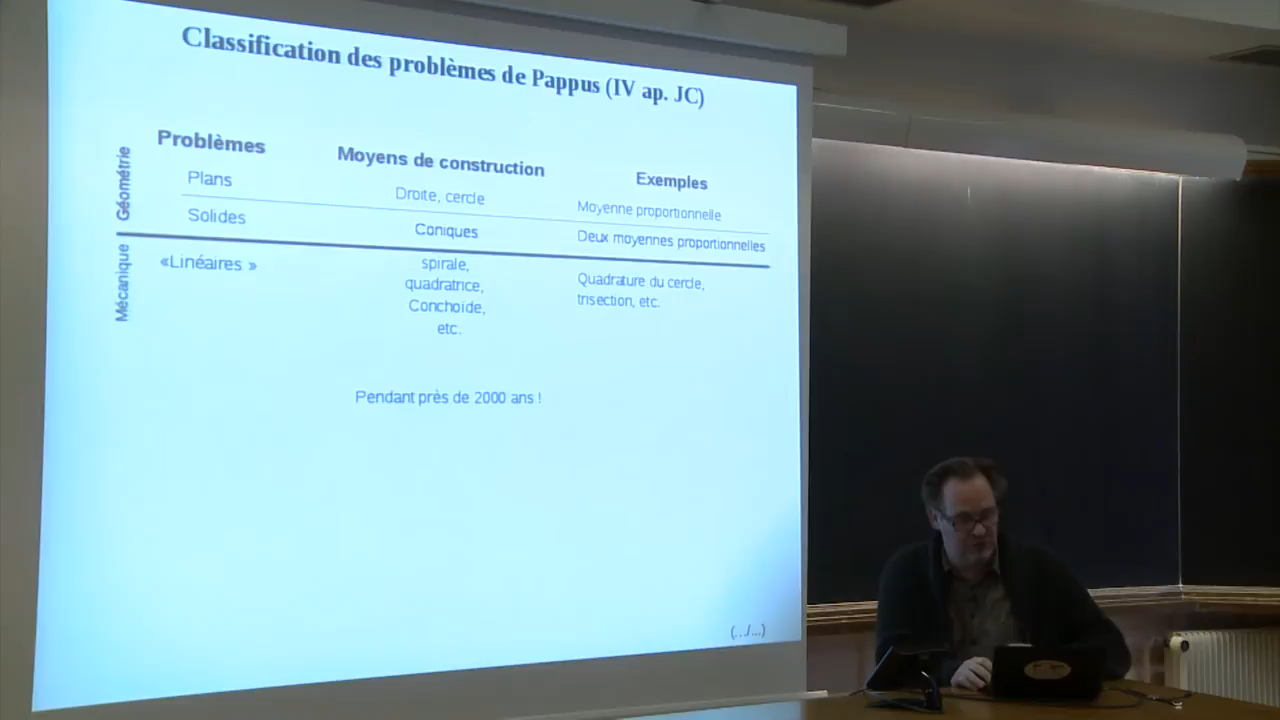 Classification des problèmes de Pappus (IV ap. JC)
Géométrie
Problèmes
Moyens de construction
Exemples
Plans
Droite, cercle
Moyenne proportionnelle
Solides
Coniques
Deux moyennes proportionnelles
Mécanique
«Linéaires »
spirale,
quadratrice,
Conchoïde,
etc.
Quadrature du cercle,
trisection, etc.
Pendant près de 2000 ans !
(.../...)